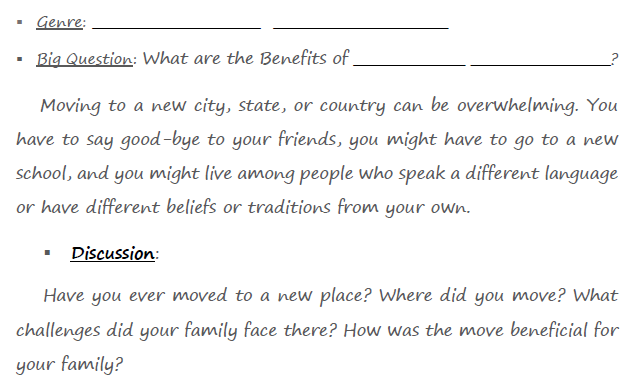 ▪ Genre: ____________________ ____________________
▪ Big Question: What are the Benefits of _____________ ________________?
Moving to a new city, state, or country can be overwhelming. You
have to say good-bye to your friends, you might have to go to a new
school, and you might live among people who speak a different language
or have different beliefs or traditions from your own.
▪ Discussion:
Have you ever moved to a new place? Where did you move? What
challenges did your family face there? How was the move beneficial for
your family?